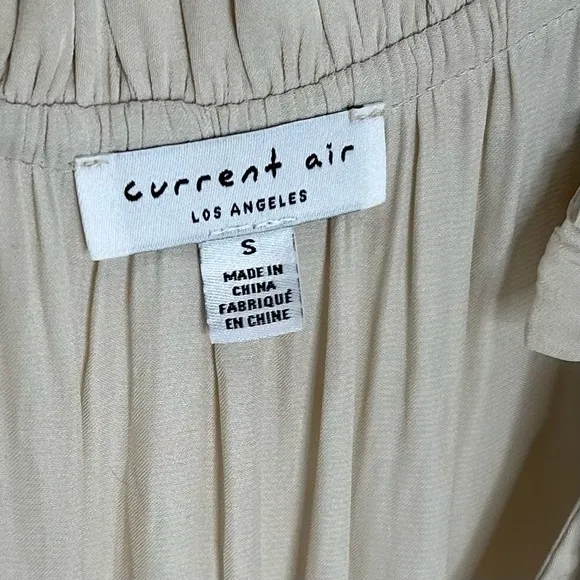 current air
LOS ANGELES
S
MADE IN
CHINA
FABRIQUÉ
EN CHINE